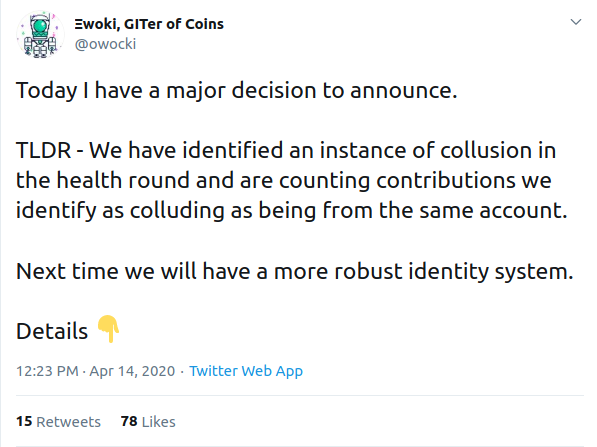 Ξwoki, GITer of Coins
@owocki
Today I have a major decision to announce.
TLDR - We have identified an instance of collusion in
the health round and are counting contributions we
identify as colluding as being from the same account.
Next time we will have a more robust identity system.
Details 👇
12:23 PM · Apr 14, 2020 · Twitter Web App
15 Retweets 78 Likes